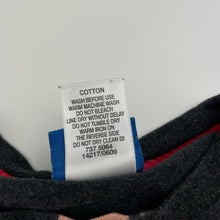 COTTON
WASH BEFORE USE
WARM MACHINE WASH
DO NOT BLEACH
LINE DRY WITHOUT DELAY
DO NOT TUMBLE DRY
WARM IRON ON
THE REVERSE SIDE
DO NOT DRY CLEAN 60
737 5064
14217/0609